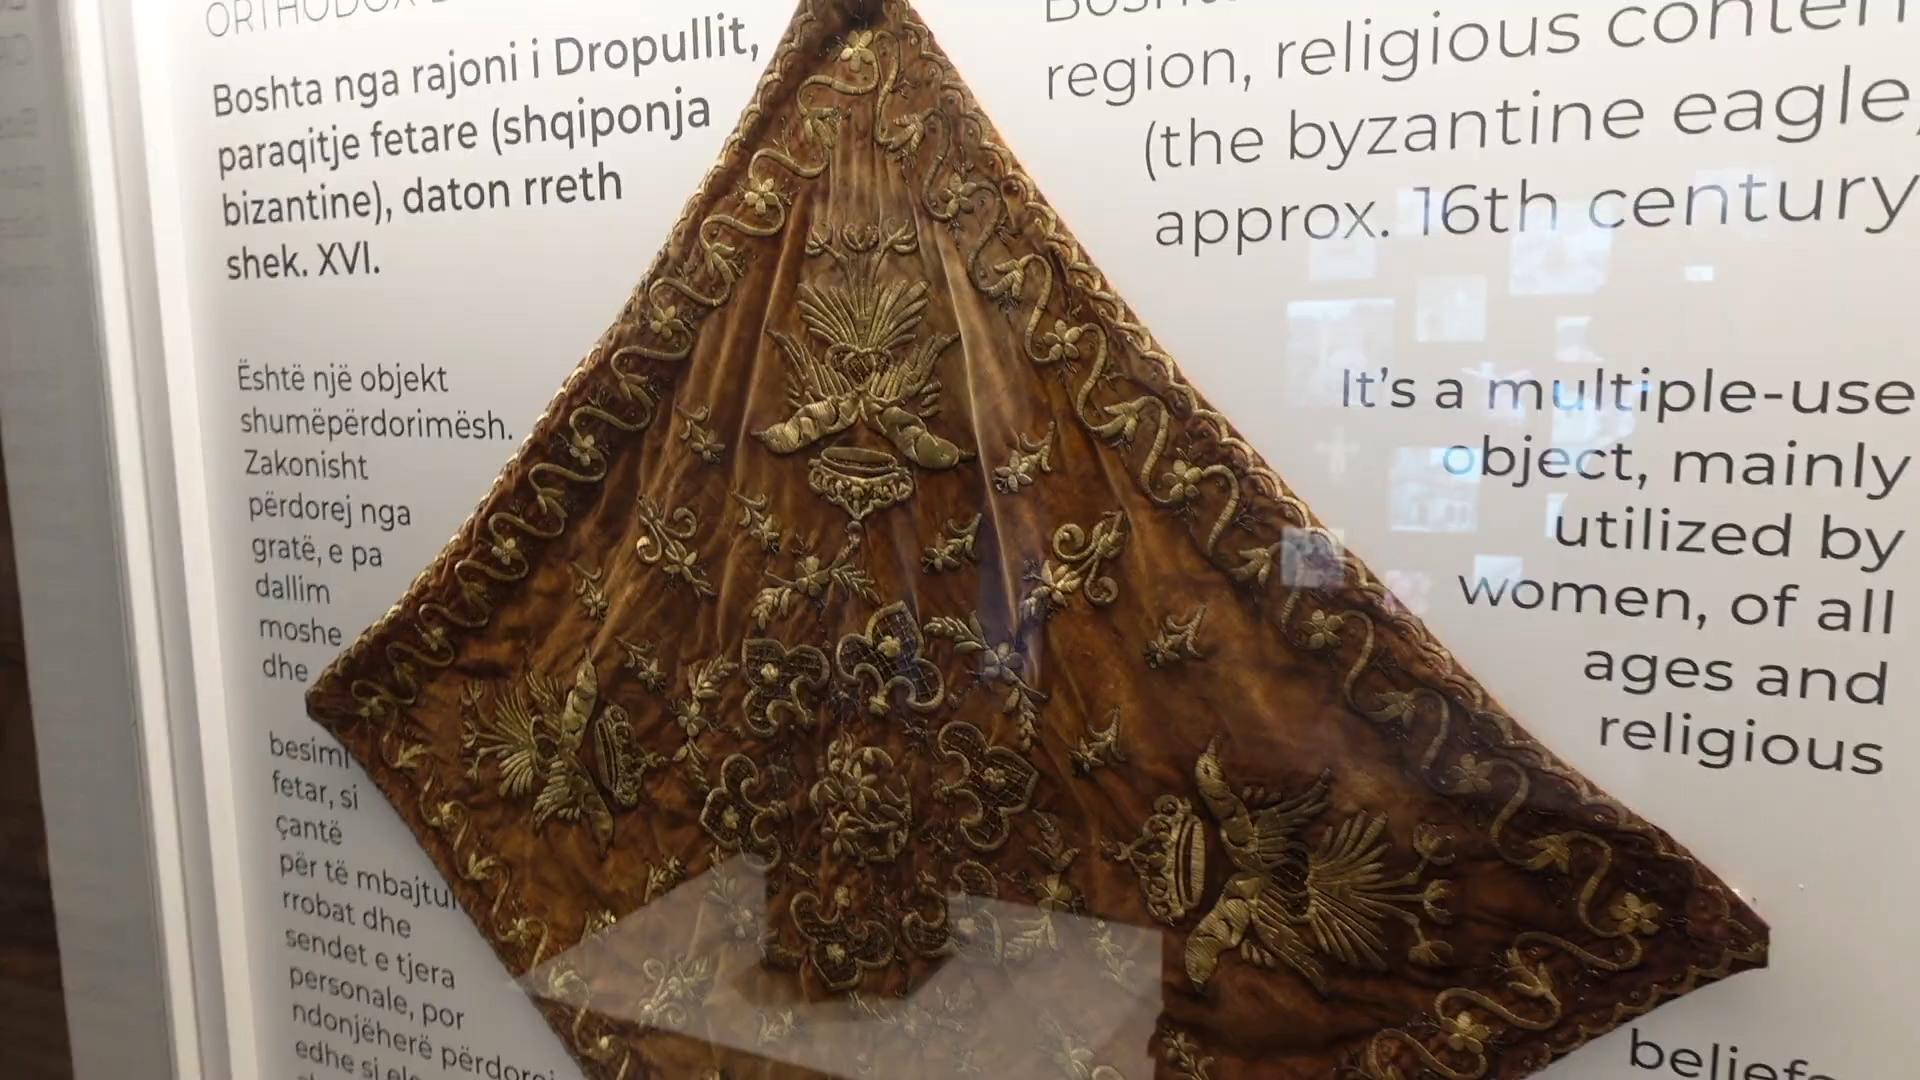 ORTHODOX
Boshta nga rajoni i Dropullit,
paraqitje fetare (shqiponja
bizantine), daton rreth
shek. XVI.
Është një objekt
shumëpërdorimësh.
Zakonisht
përdorej nga
gratë, e pa
dallim
moshe
dhe
besimi
fetar, si
çantë
për të mbajtur
rrobat dhe
sendet e tjera
personale, por
ndonjëherë
edhe si
region, religious
(the byzantine eagle,
approx. 16th century
It's a multiple-use
object, mainly
utilized by
women, of all
ages and
religious